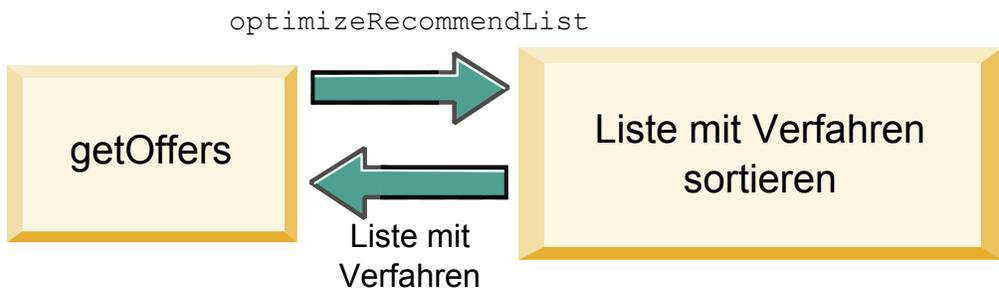 optimizeRecommendList
getOffers
Liste mit Verfahren
sortieren
Liste mit
Verfahren